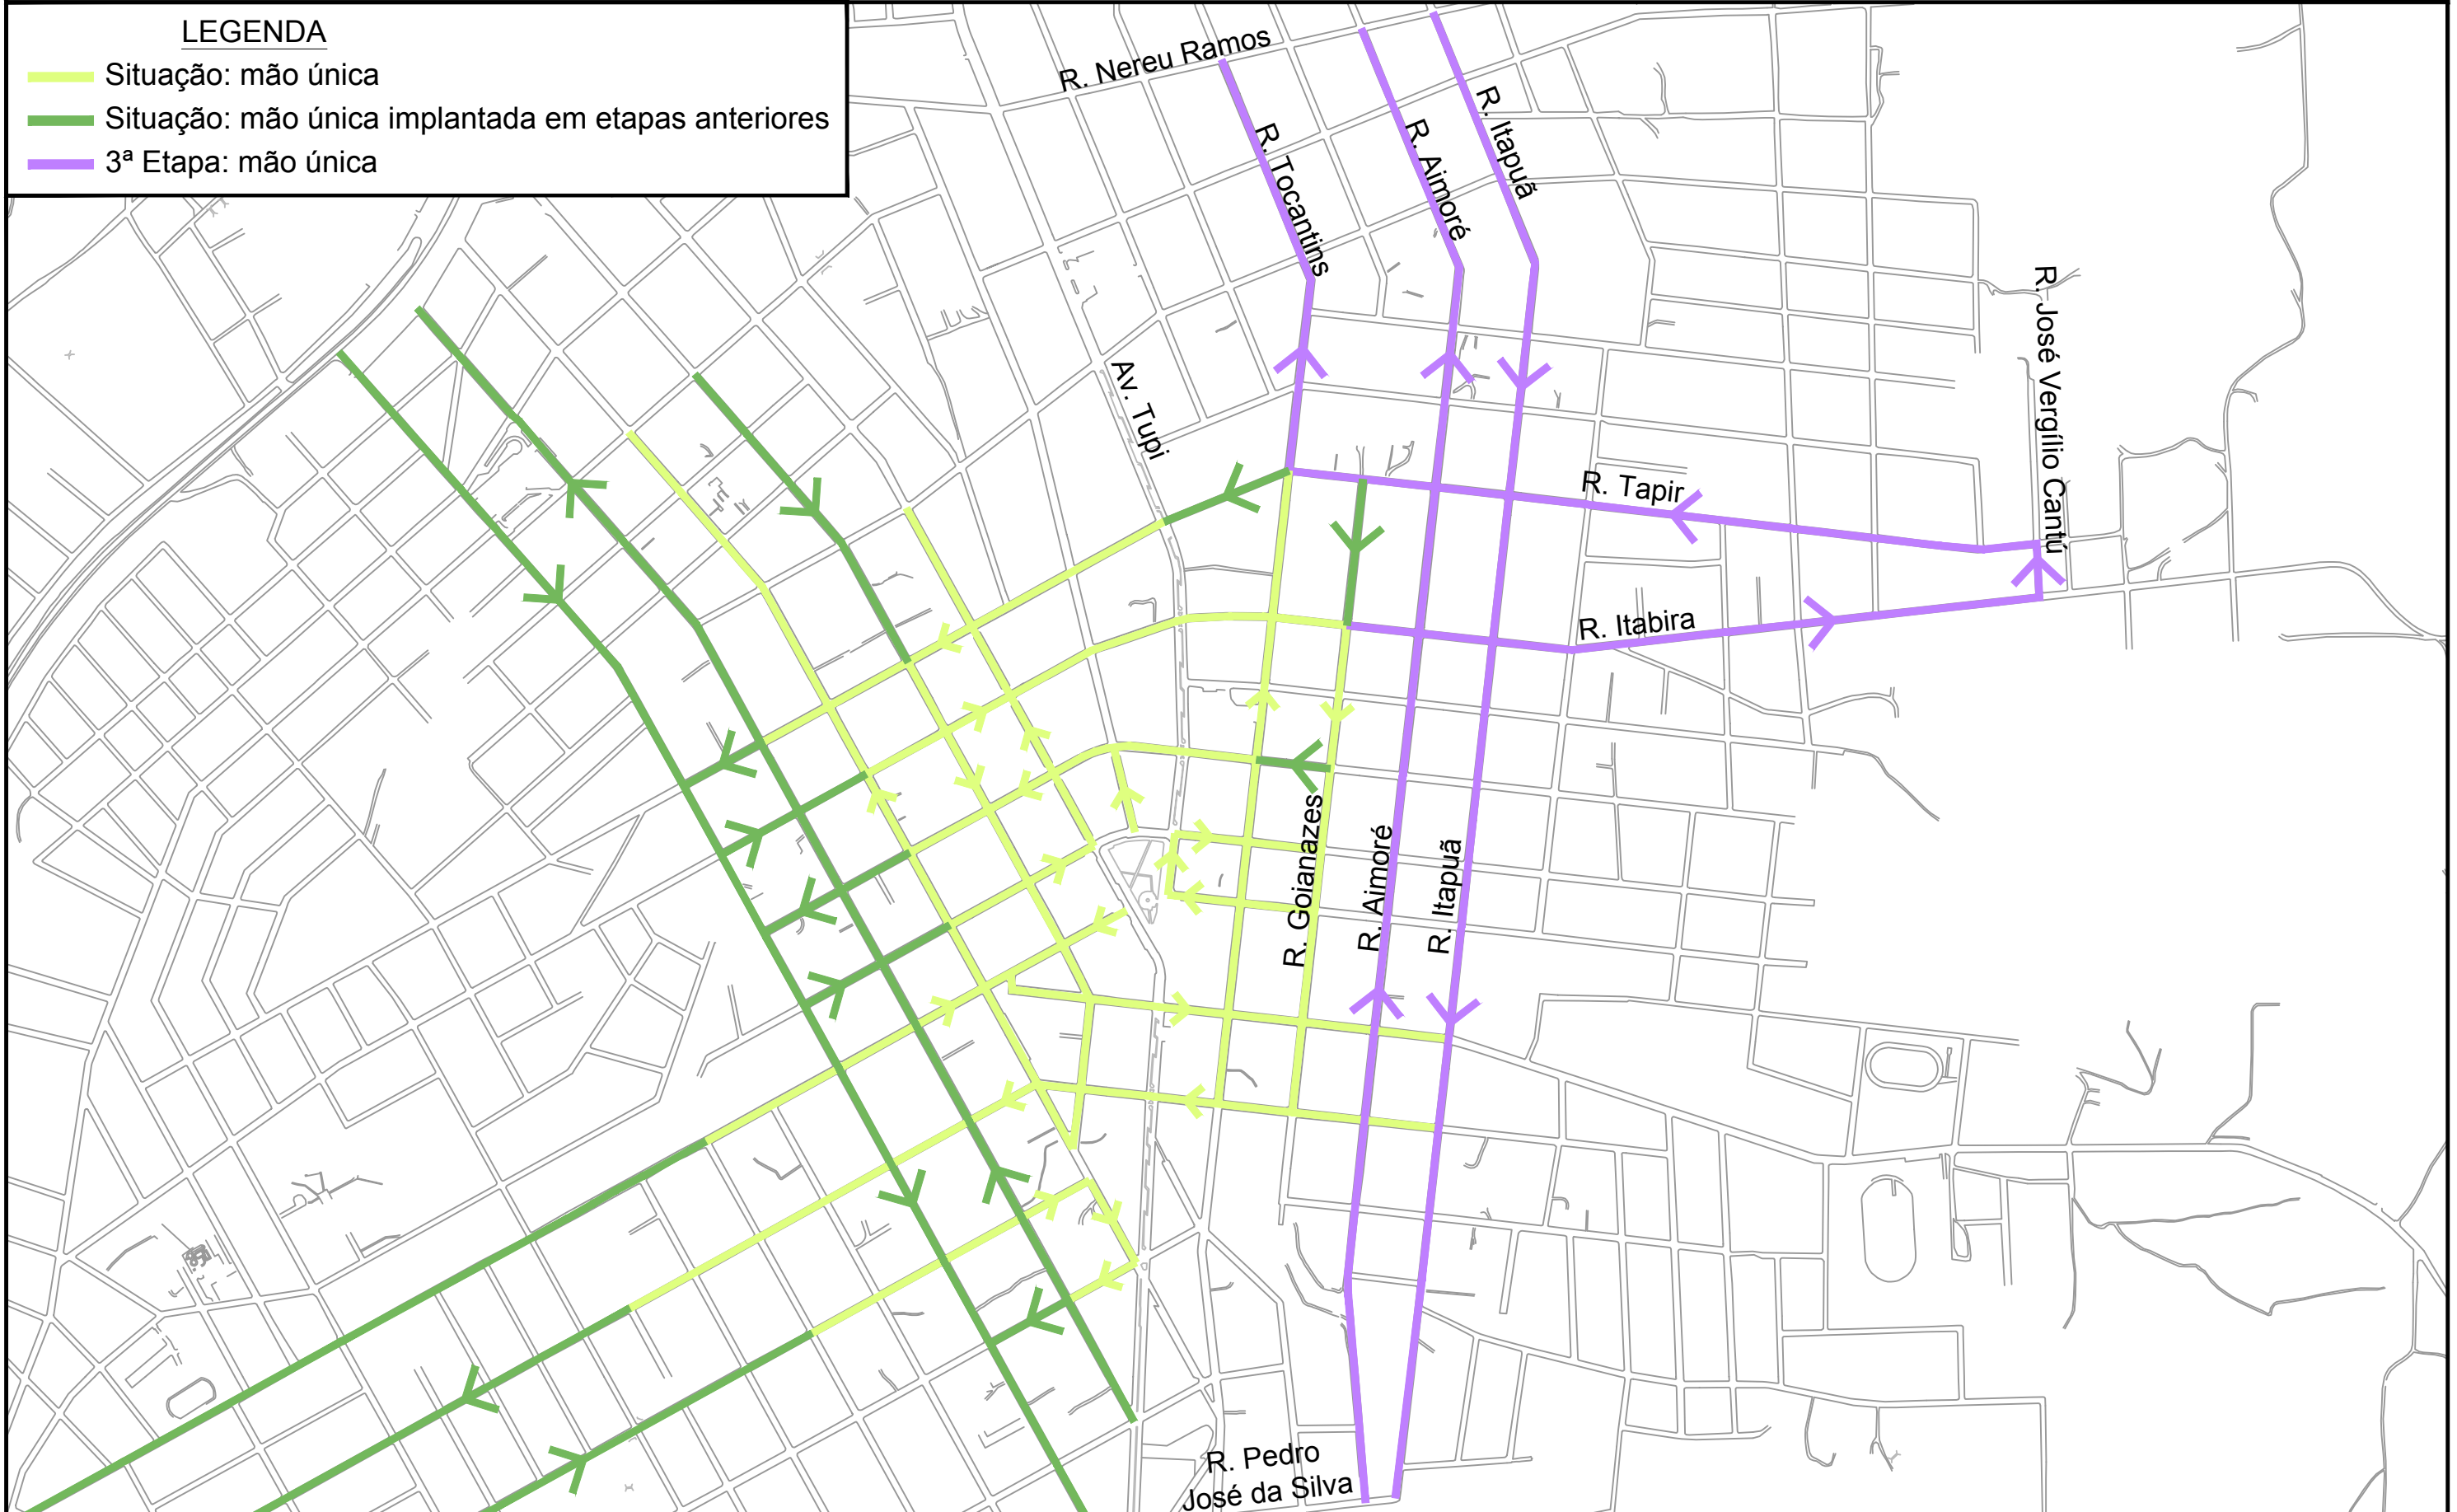 LEGENDA
Situação: mão única
Situação: mão única implantada em etapas anteriores
3ª Etapa: mão única
R. Nereu Ramos
R. Tocantins
R. Aimoré
R. Itapuã
R. José Vergílio Cantú
Av. Tupi
R. Tapir
R. Itabira
R. Goianazes
R. Aimoré
R. Itapuã
R. Pedro
José da Silva